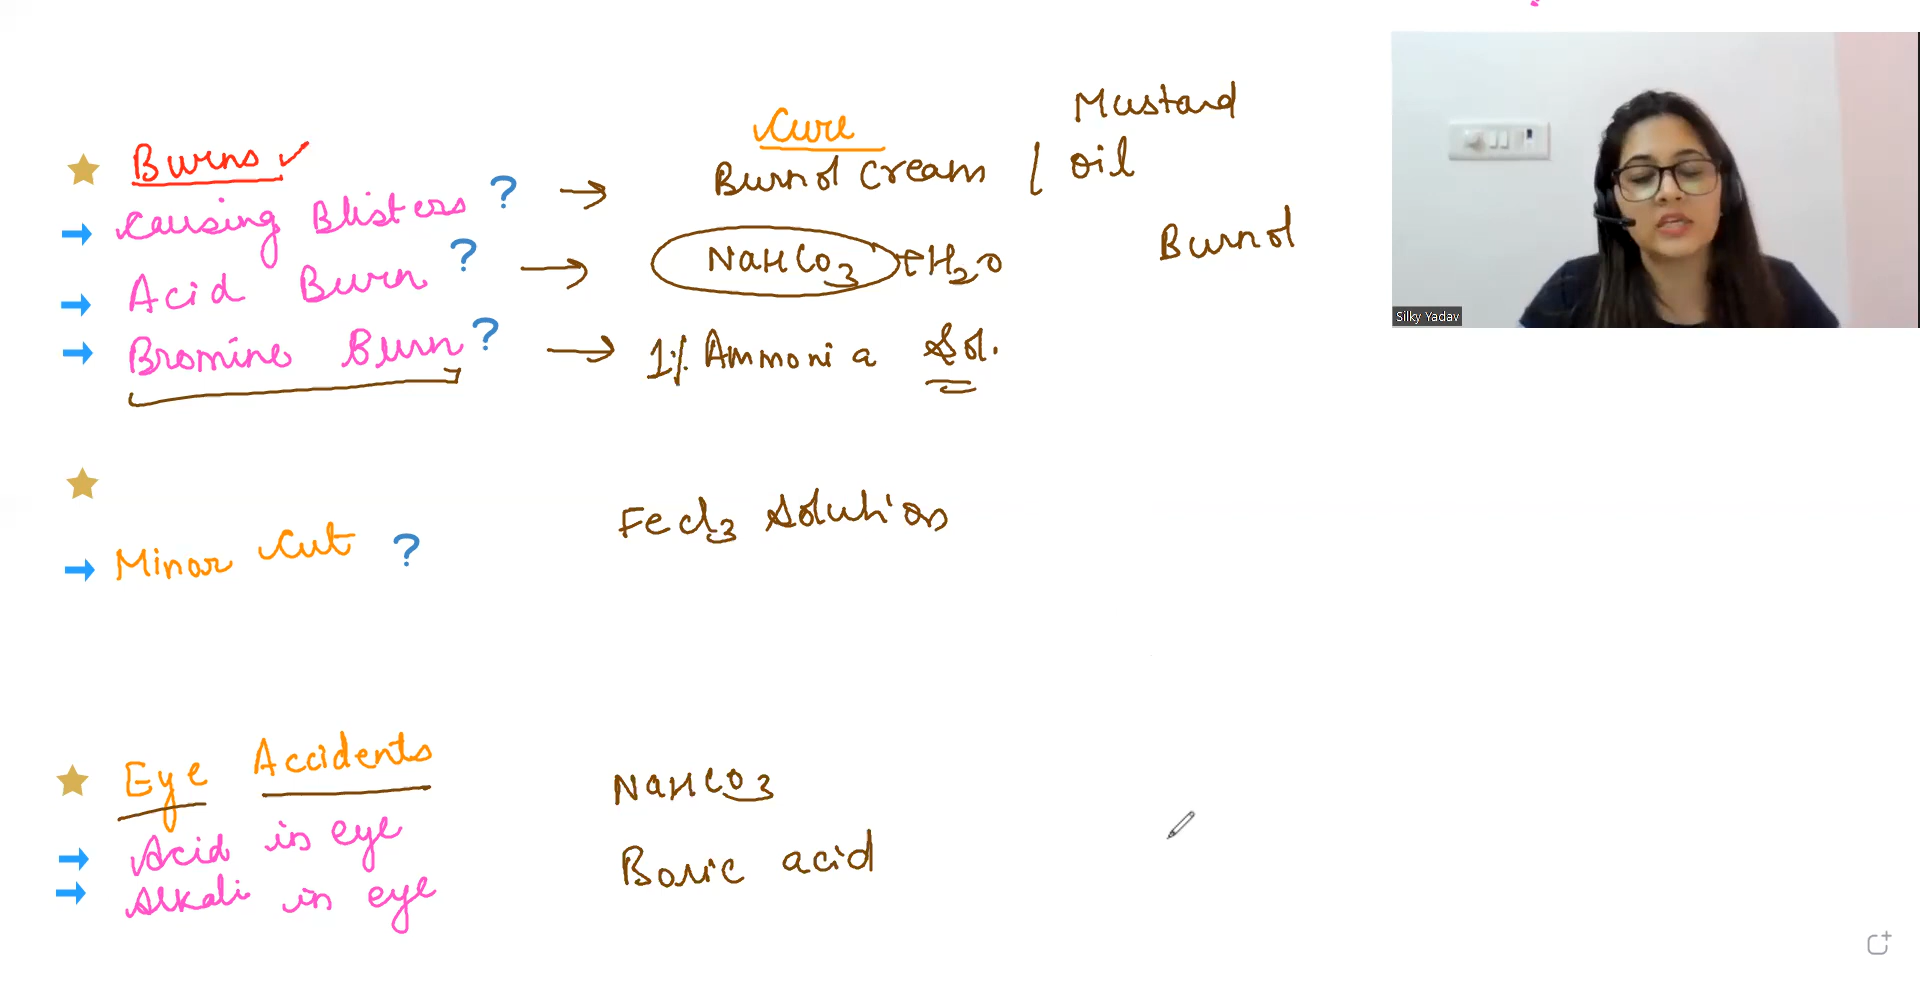 Cure
Burns ✓
Causing Blisters ? → Burnol Cream / Mustard oil
Burnol
Acid Burn ? → NaHCO3 + H2O
Bromine Burn ? → 1% Ammonia Sol.
Minor Cut ? FeCl3 Solution
Eye Accidents
Acid in eye NaHCO3
Alkali in eye Boric acid
Silky Yadav